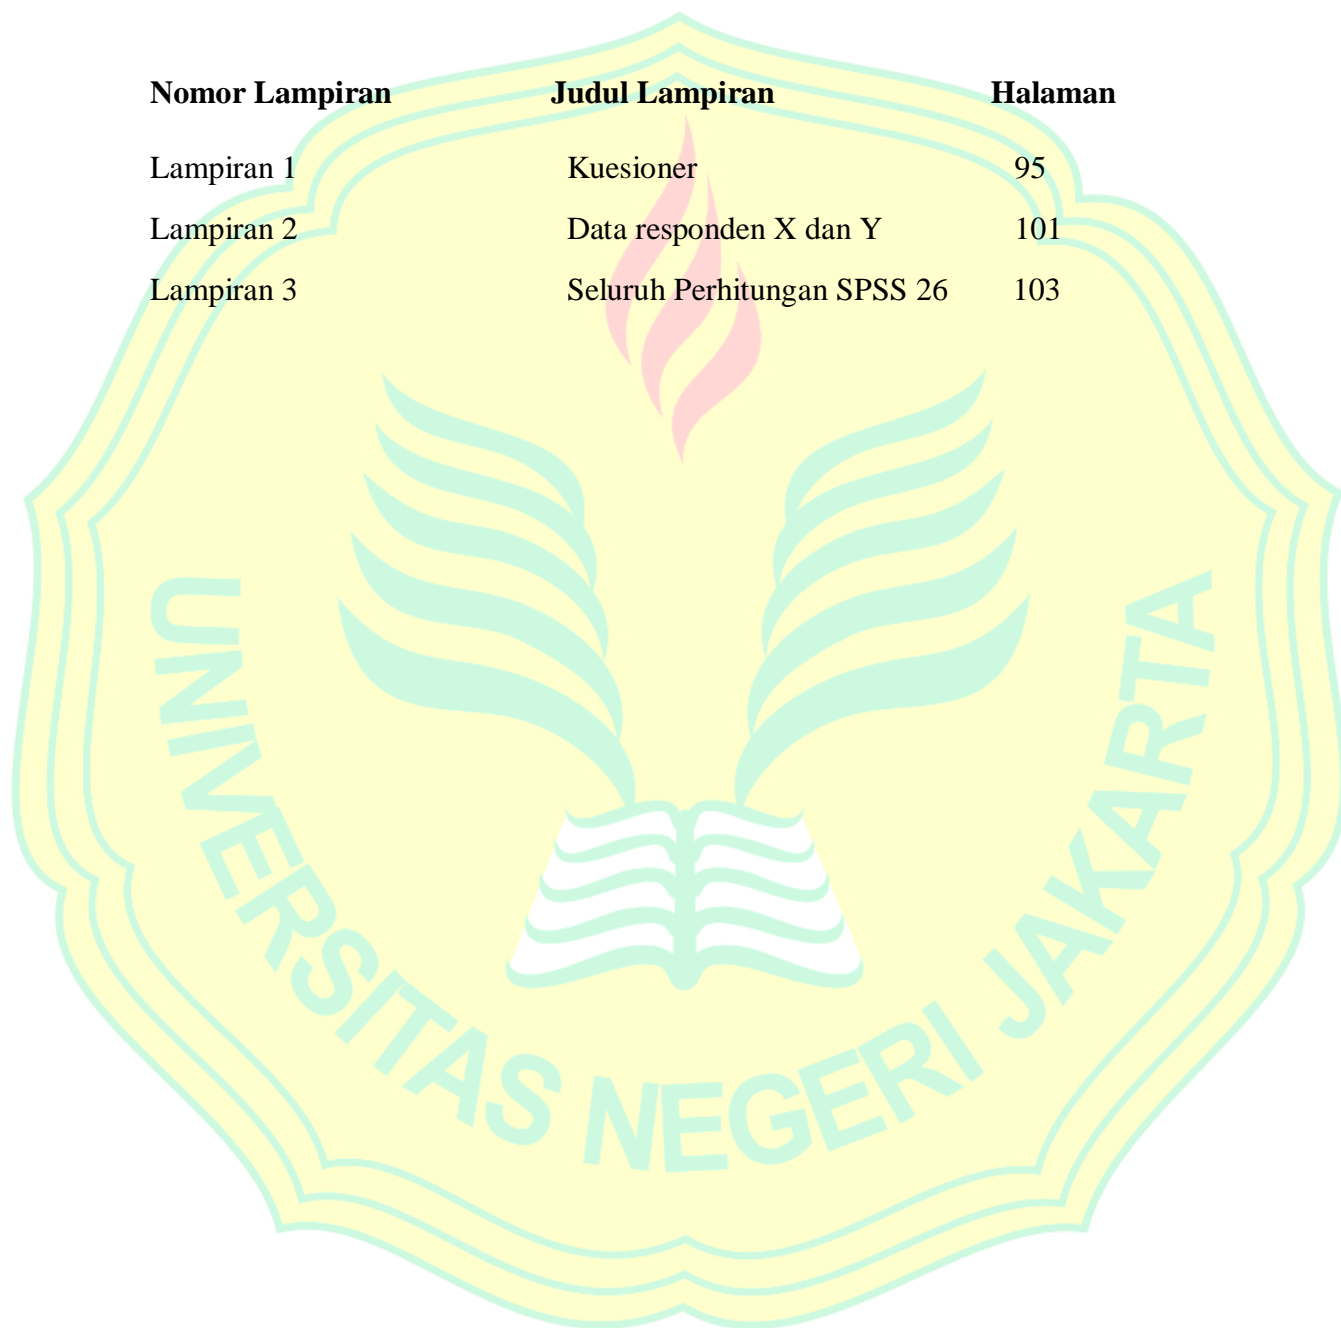 Nomor Lampiran Judul Lampiran Halaman
Lampiran 1 Kuesioner 95
Lampiran 2 Data responden X dan Y 101
Lampiran 3 Seluruh Perhitungan SPSS 26 103
UNIVERSITAS NEGERI JAKARTA